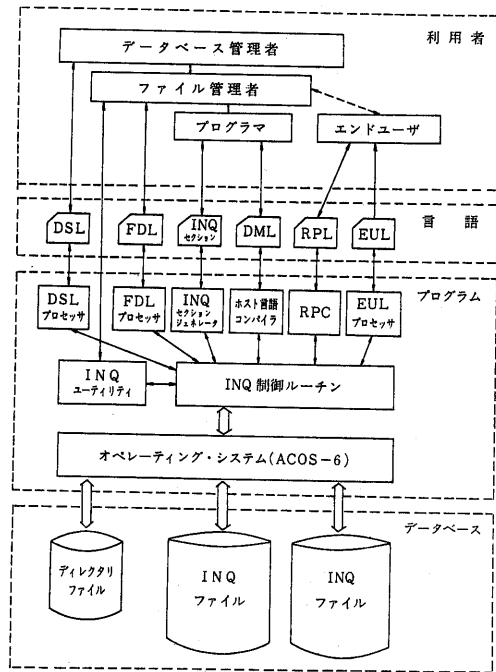 利用者
データベース管理者
ファイル管理者
プログラマ
エンドユーザ
言語
DSL
FDL
INQ
セクション
DML
RPL
EUL
プログラム
DSL
プロセッサ
FDL
プロセッサ
INQ
セクション
ジェネレータ
ホスト言語
コンパイラ
RPC
EUL
プロセッサ
INQ
ユーティリティ
INQ制御ルーチン
オペレーティング・システム(ACOS-6)
データベース
ディレクタリ
ファイル
INQ
ファイル
INQ
ファイル